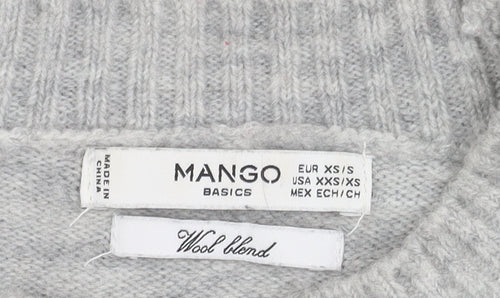 MADE IN
CHINA
MANGO
BASICS
EUR XS/S
USA XXS/XS
MEX ECH/CH
Wool blend